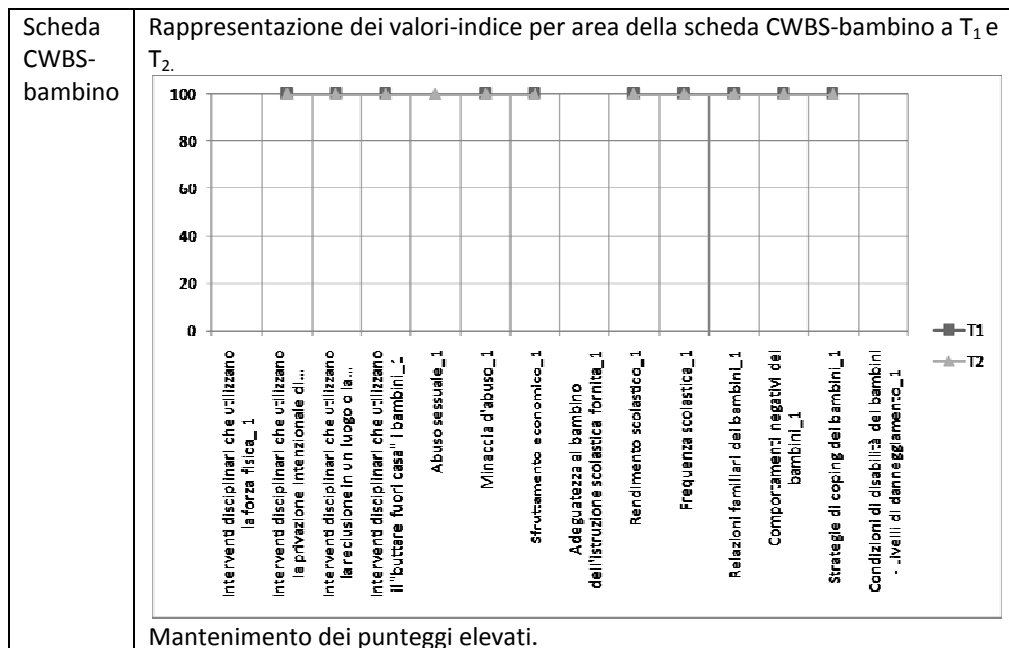 Scheda
CWBS-
bambino
Rappresentazione dei valori-indice per area della scheda CWBS-bambino a T1 e
T2.
100
80
60
40
20
0
T1
T2
Interventi disciplinari che utilizzano
la forza fisica_1
Interventi disciplinari che utilizzano
la privazione intenzionale di...
Interventi disciplinari che utilizzano
la reclusione in un luogo o la...
Interventi disciplinari che utilizzano
il "buttare fuori casa" i bambini_
Abuso sessuale_1
Minaccia d'abuso_1
Sfruttamento economico_1
Adeguatezza al bambino
dell'istruzione scolastica fornita_1
Rendimento scolastico_1
Frequenza scolastica_1
Relazioni familiari dei bambini_1
Comportamenti negativi dei
bambini_1
Strategie di coping dei bambini_1
Condizioni di disabilità dei bambini
- Livelli di danneggiamento_1
Mantenimento dei punteggi elevati.